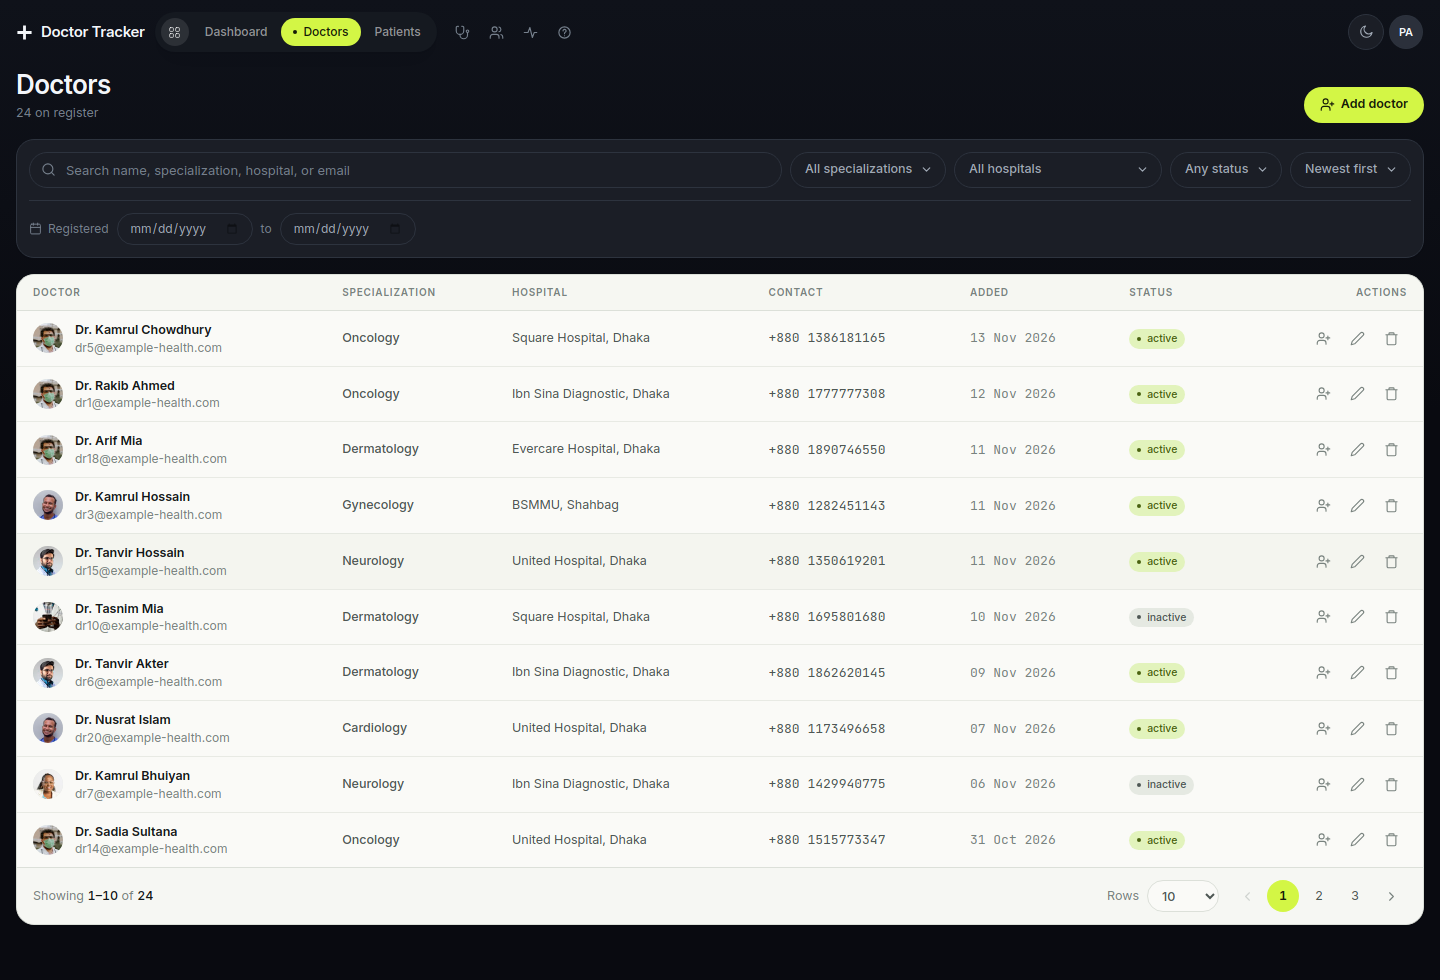 Doctor Tracker
Dashboard
Doctors
Patients
PA
Doctors
24 on register
Add doctor
Search name, specialization, hospital, or email
All specializations
All hospitals
Any status
Newest first
Registered
mm/dd/yyyy
to
mm/dd/yyyy
DOCTOR SPECIALIZATION HOSPITAL CONTACT ADDED STATUS ACTIONS
Dr. Kamrul Chowdhury
dr5@example-health.com
Oncology
Square Hospital, Dhaka
+880 1386181165
13 Nov 2026
active
Dr. Rakib Ahmed
dr1@example-health.com
Oncology
Ibn Sina Diagnostic, Dhaka
+880 1777777308
12 Nov 2026
active
Dr. Arif Mia
dr18@example-health.com
Dermatology
Evercare Hospital, Dhaka
+880 1890746550
11 Nov 2026
active
Dr. Kamrul Hossain
dr3@example-health.com
Gynecology
BSMMU, Shahbag
+880 1282451143
11 Nov 2026
active
Dr. Tanvir Hossain
dr15@example-health.com
Neurology
United Hospital, Dhaka
+880 1350619201
11 Nov 2026
active
Dr. Tasnim Mia
dr10@example-health.com
Dermatology
Square Hospital, Dhaka
+880 1695801680
10 Nov 2026
inactive
Dr. Tanvir Akter
dr6@example-health.com
Dermatology
Ibn Sina Diagnostic, Dhaka
+880 1862620145
09 Nov 2026
active
Dr. Nusrat Islam
dr20@example-health.com
Cardiology
United Hospital, Dhaka
+880 1173496658
07 Nov 2026
active
Dr. Kamrul Bhuiyan
dr7@example-health.com
Neurology
Ibn Sina Diagnostic, Dhaka
+880 1429940775
06 Nov 2026
inactive
Dr. Sadia Sultana
dr14@example-health.com
Oncology
United Hospital, Dhaka
+880 1515773347
31 Oct 2026
active
Showing 1–10 of 24
Rows
10
1
2
3